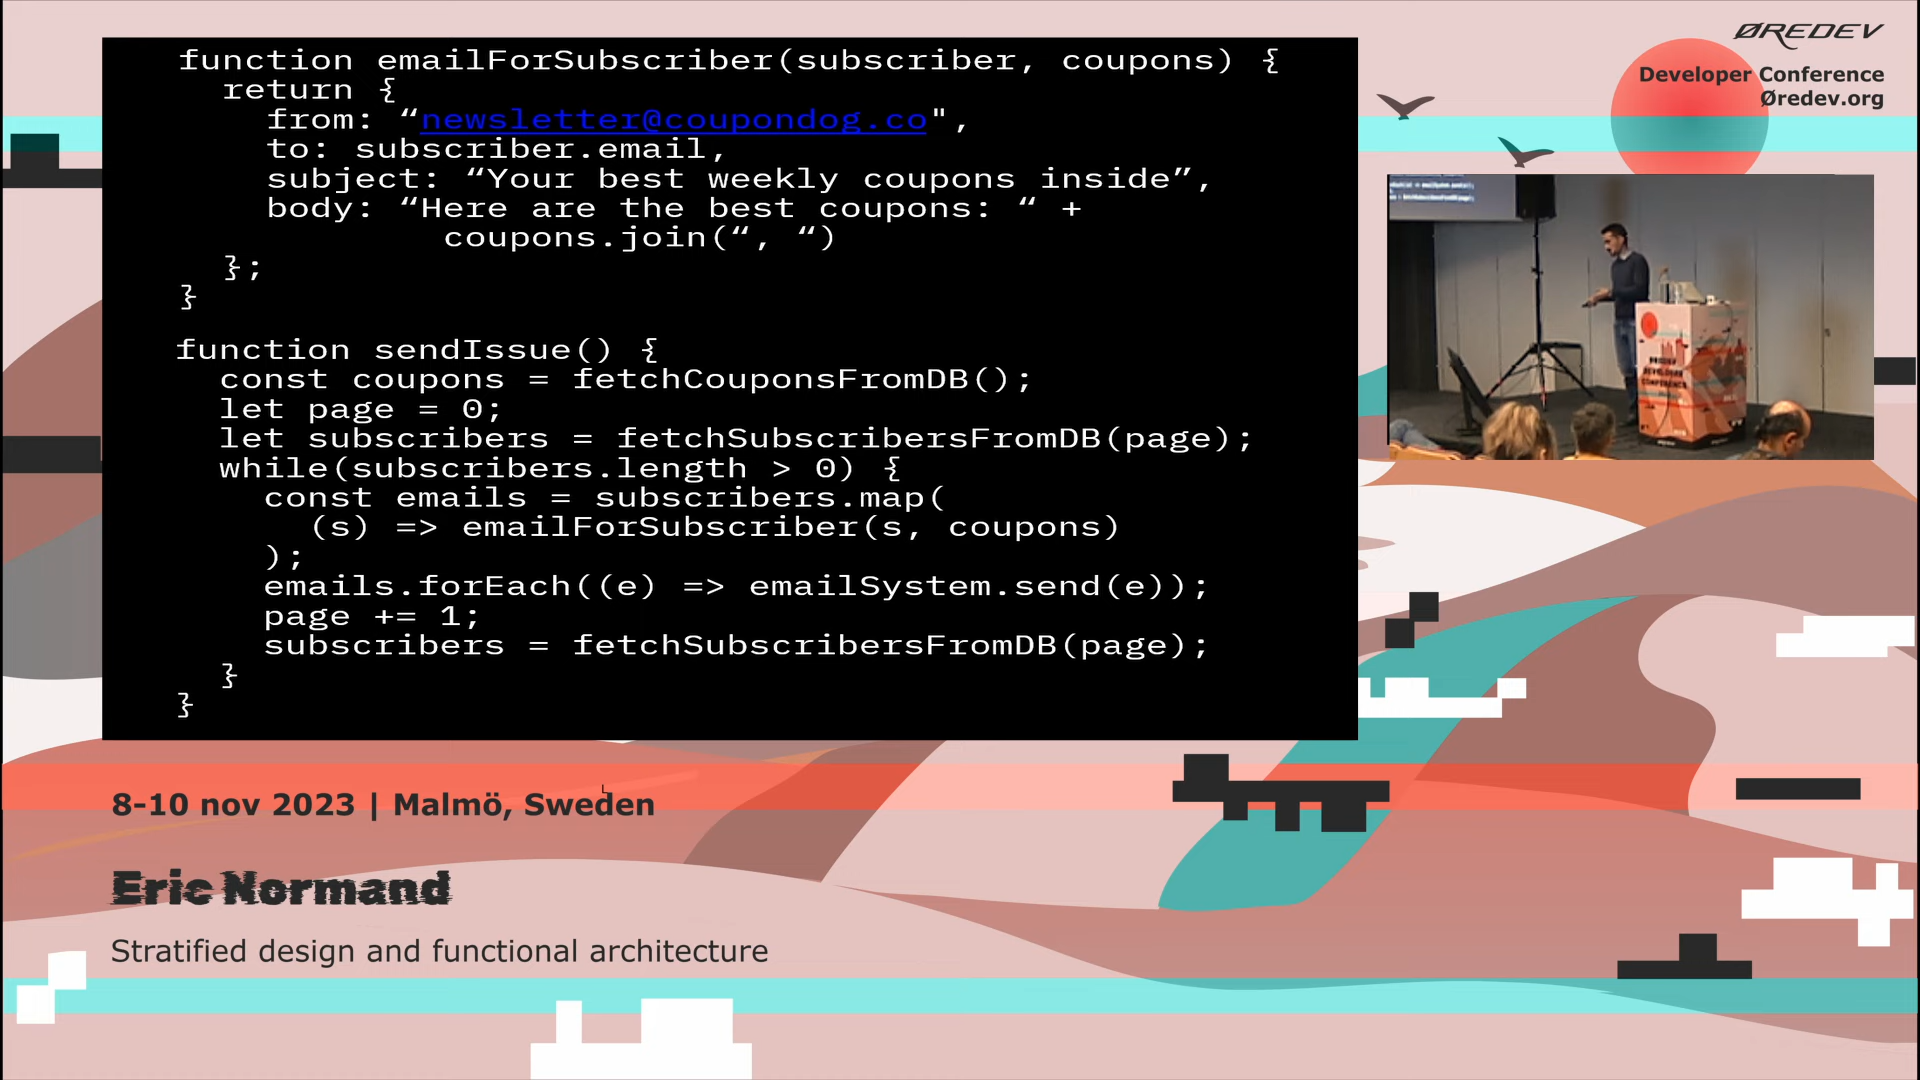 function emailForSubscriber(subscriber, coupons) {
return {
from: “newsletter@coupondog.co",
to: subscriber.email,
subject: “Your best weekly coupons inside”,
body: “Here are the best coupons: “ +
coupons.join(“, “)
};
}
function sendIssue() {
const coupons = fetchCouponsFromDB();
let page = 0;
let subscribers = fetchSubscribersFromDB(page);
while(subscribers.length > 0) {
const emails = subscribers.map(
(s) => emailForSubscriber(s, coupons)
);
emails.forEach((e) => emailSystem.send(e));
page += 1;
subscribers = fetchSubscribersFromDB(page);
}
}
ØREDEV
Developer Conference
Øredev.org
ØREDEV
DEVELOPER
CONFERENCE
8-10 nov 2023 | Malmö, Sweden
Eric Normand
Stratified design and functional architecture